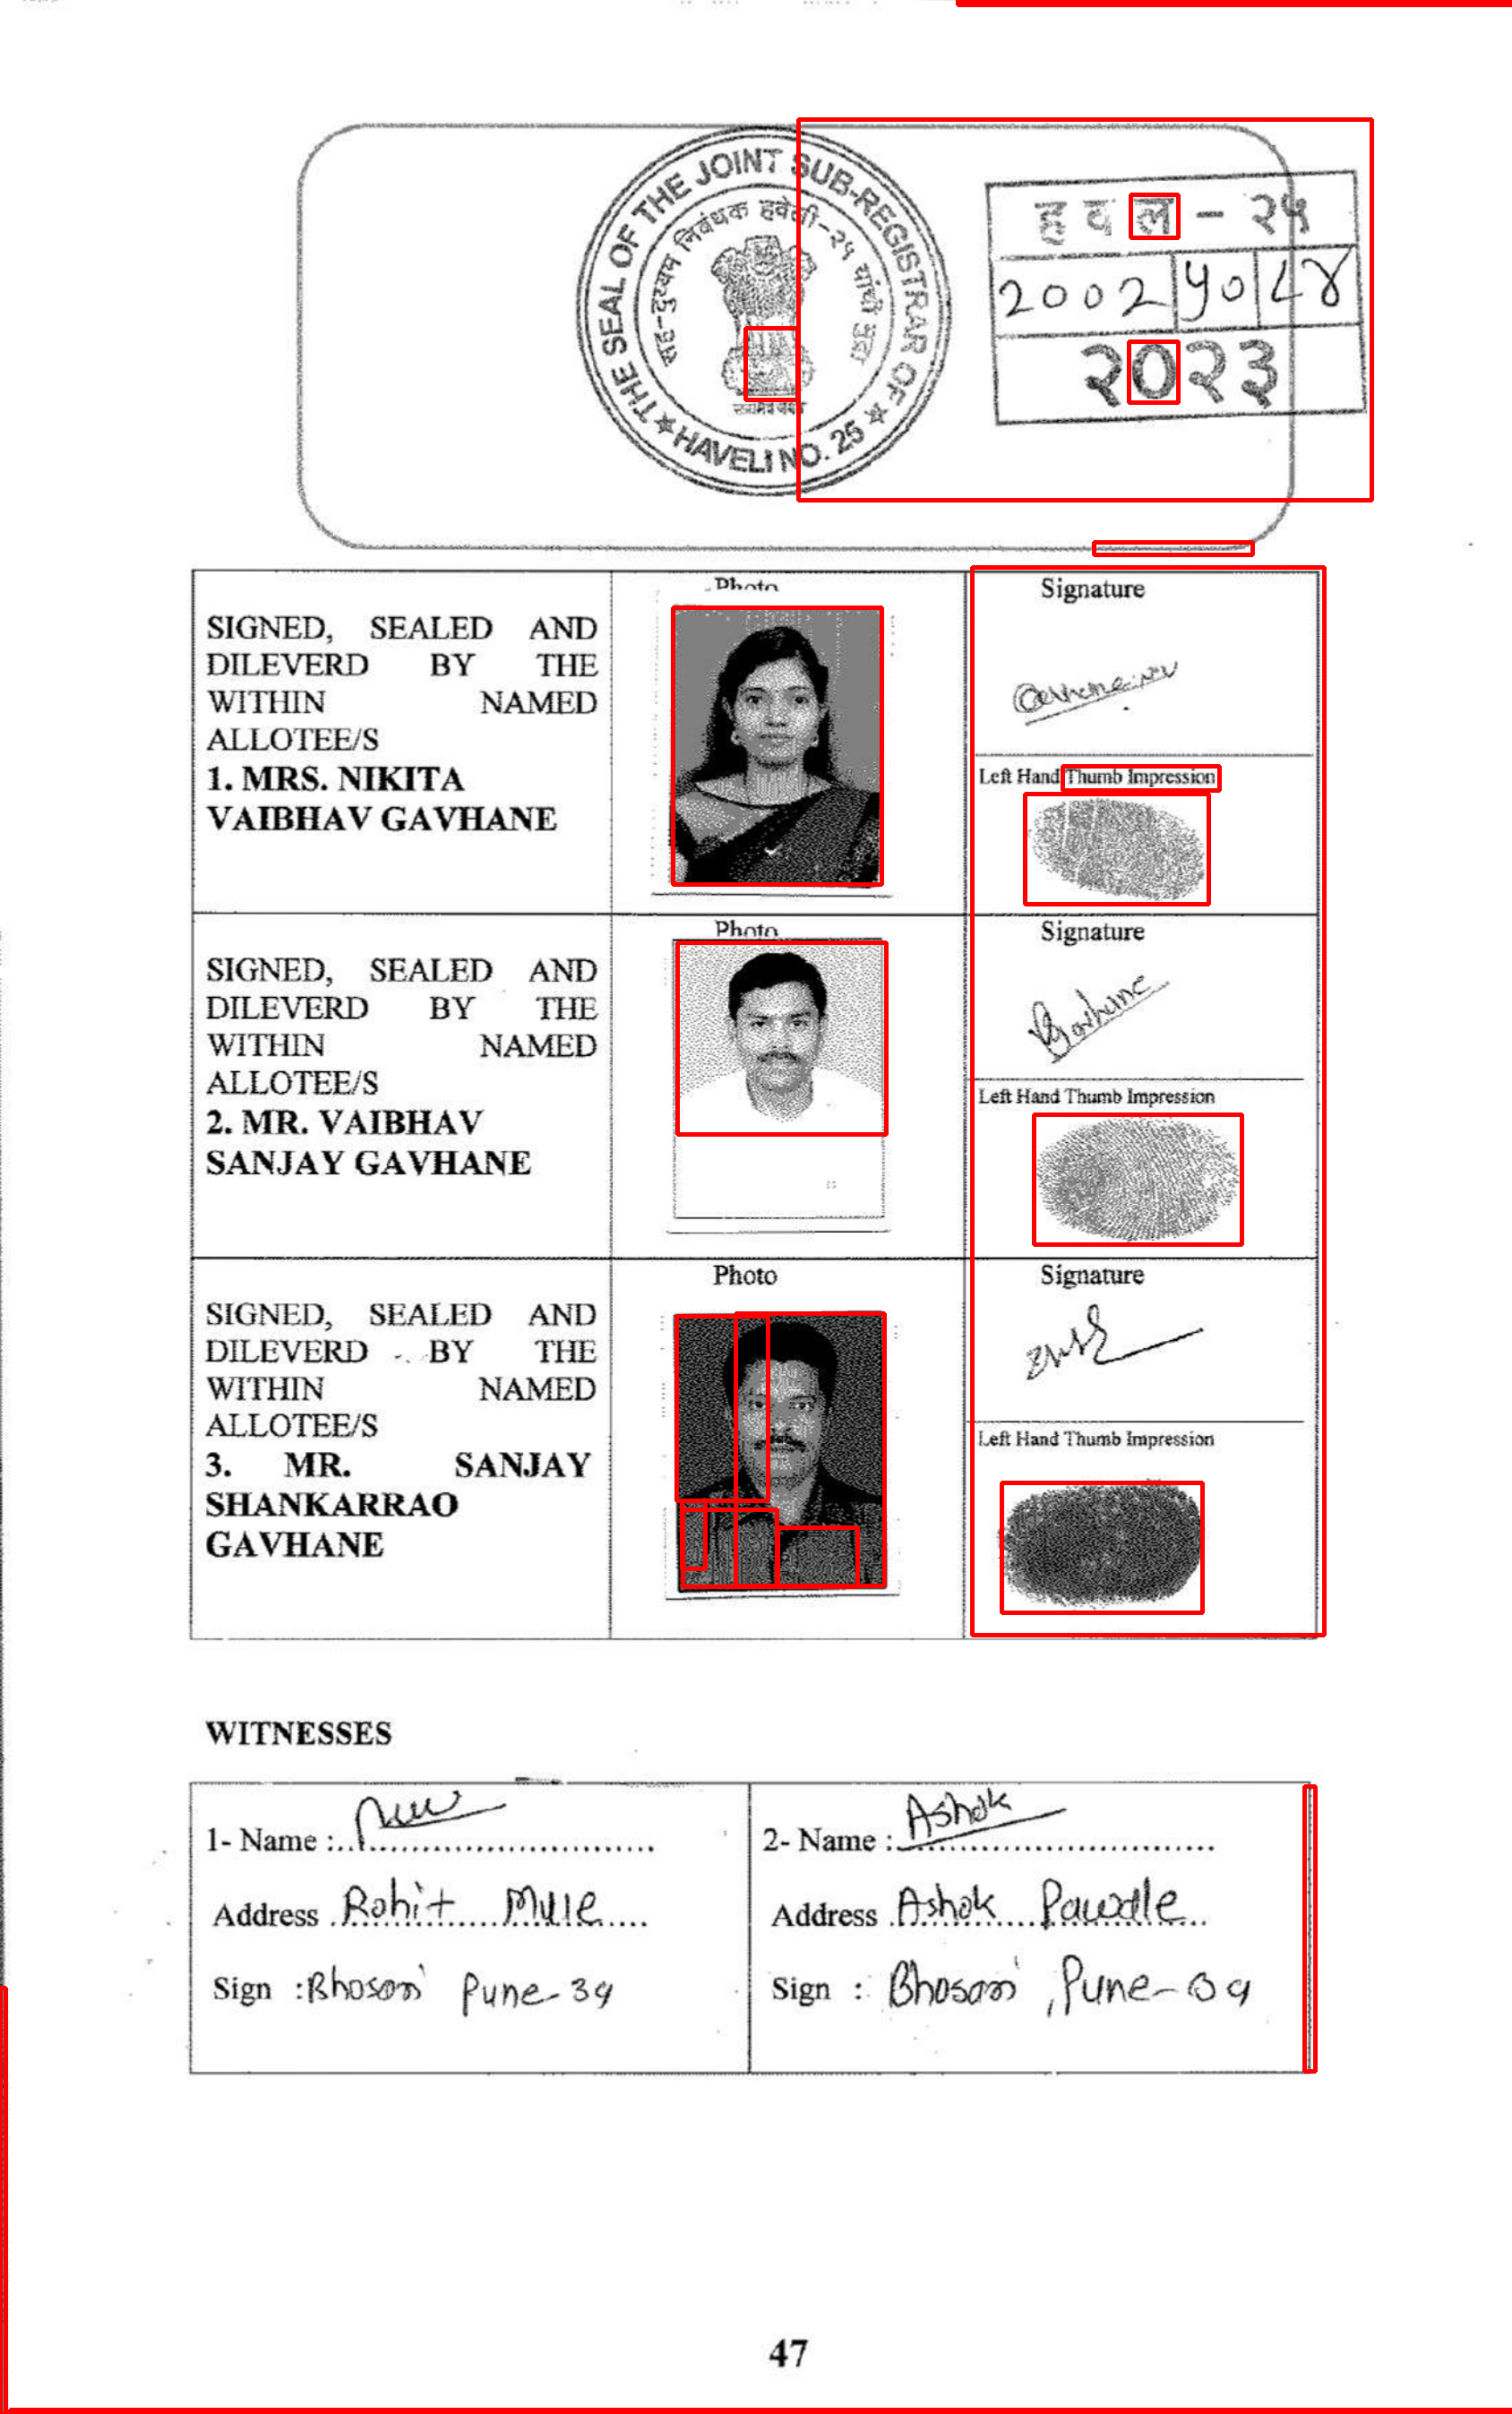 THE SEAL OF THE JOINT SUB-REGISTRAR OF
★ HAVELI NO. 25 ★
सह-दुय्यम निबंधक हवेली-२५ यांची मुद्रा
हवल - २५
2002 40 L8
२०२३
Photo
Signature
SIGNED, SEALED AND
DILEVERD BY THE
WITHIN NAMED
ALLOTEE/S
1. MRS. NIKITA
VAIBHAV GAVHANE
Left Hand Thumb Impression
Photo
Signature
SIGNED, SEALED AND
DILEVERD BY THE
WITHIN NAMED
ALLOTEE/S
2. MR. VAIBHAV
SANJAY GAVHANE
Left Hand Thumb Impression
Photo
Signature
SIGNED, SEALED AND
DILEVERD BY THE
WITHIN NAMED
ALLOTEE/S
3. MR. SANJAY
SHANKARRAO
GAVHANE
Left Hand Thumb Impression
WITNESSES
1- Name :
Address Rohit Mule
Sign : Bhosari Pune-39
2- Name : Ashok
Address Ashok Pawale
Sign : Bhosari, Pune-39
47